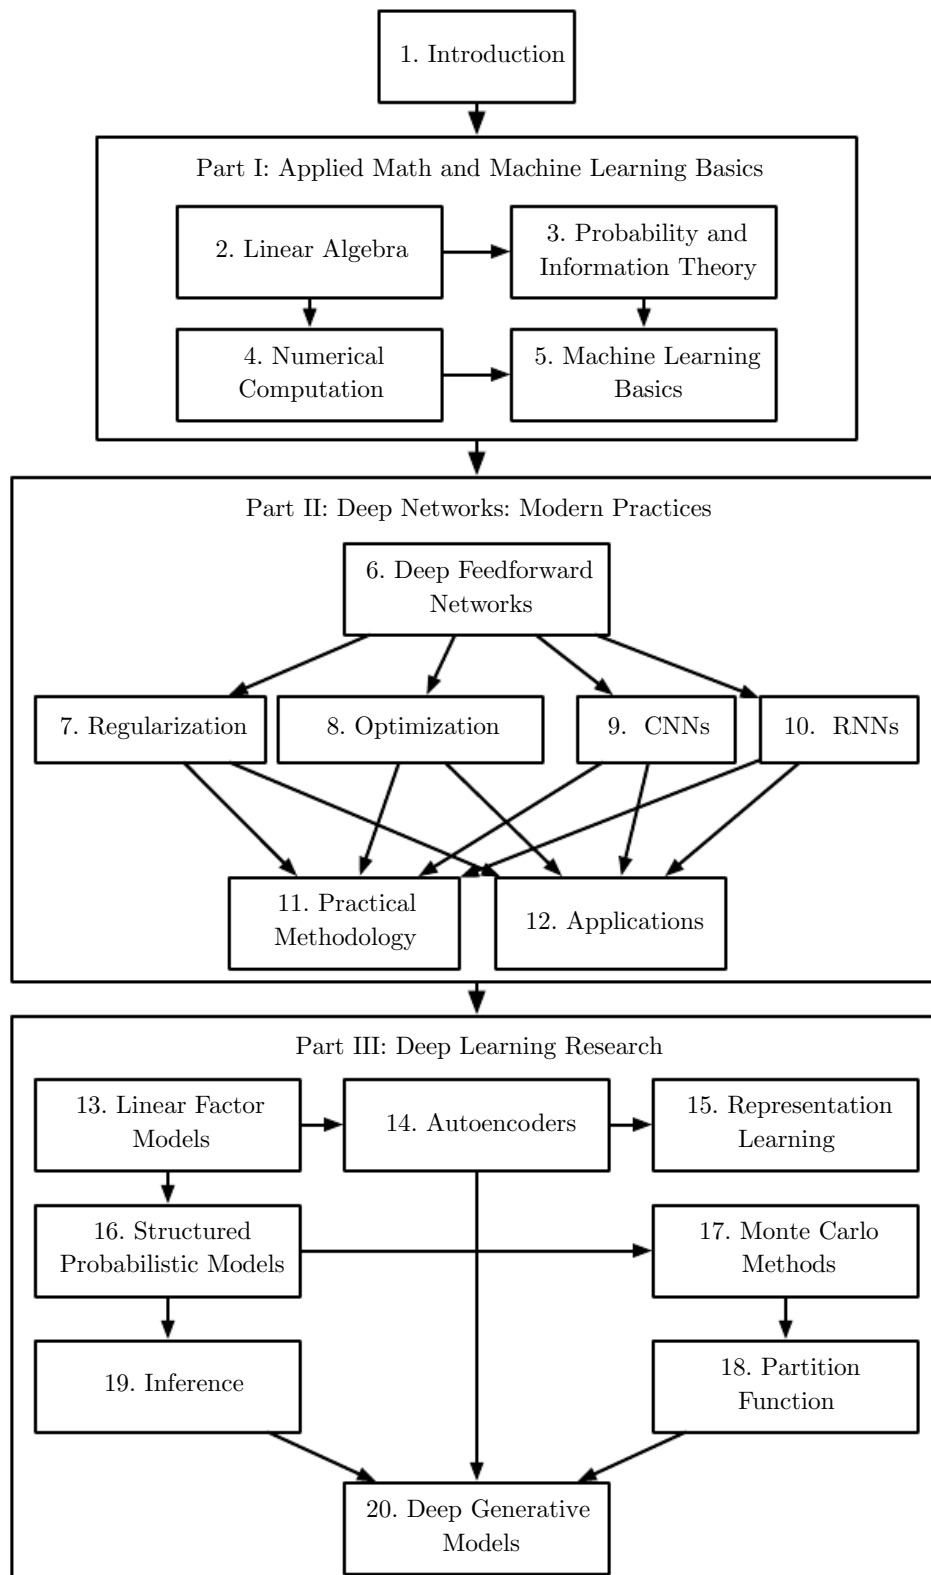 1. Introduction
Part I: Applied Math and Machine Learning Basics
2. Linear Algebra
3. Probability and
Information Theory
4. Numerical
Computation
5. Machine Learning
Basics
Part II: Deep Networks: Modern Practices
6. Deep Feedforward
Networks
7. Regularization
8. Optimization
9. CNNs
10. RNNs
11. Practical
Methodology
12. Applications
Part III: Deep Learning Research
13. Linear Factor
Models
14. Autoencoders
15. Representation
Learning
16. Structured
Probabilistic Models
17. Monte Carlo
Methods
19. Inference
18. Partition
Function
20. Deep Generative
Models